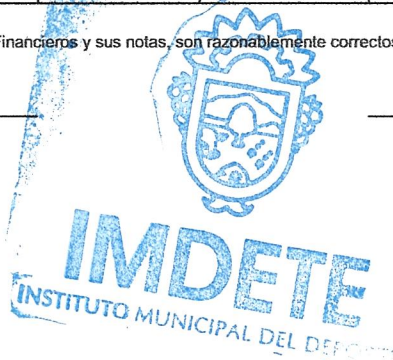 Financieros y sus notas, son razonablemente correctos
IMDETE
INSTITUTO MUNICIPAL DEL